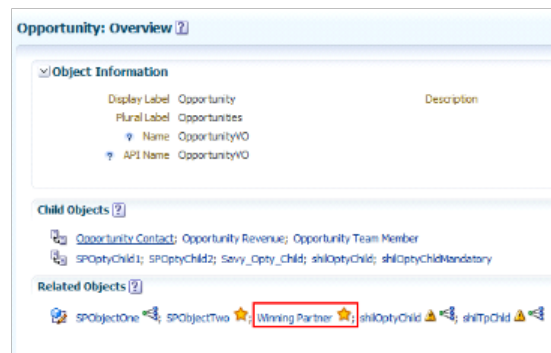 Opportunity: Overview ?
Object Information
Display Label Opportunity Description
Plural Label Opportunities
? Name OpportunityVO
? API Name OpportunityVO
Child Objects ?
Opportunity Contact; Opportunity Revenue; Opportunity Team Member
SPOptyChild1; SPOptyChild2; Savvy_Opty_Child; shilOptyChild; shilOptyChildMandatory
Related Objects ?
SPObjectOne ; SPObjectTwo ; Winning Partner ; shilOptyChild ; shilTpChild